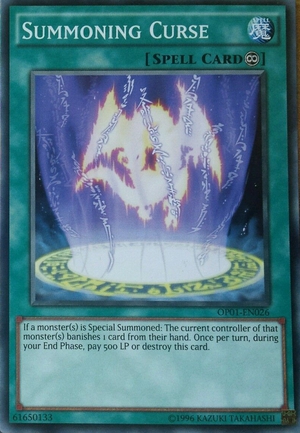 SUMMONING CURSE
魔
[SPELL CARD]
OP01-EN026
If a monster(s) is Special Summoned: The current controller of that
monster(s) banishes 1 card from their hand. Once per turn, during
your End Phase, pay 500 LP or destroy this card.
61650133
©1996 KAZUKI TAKAHASHI